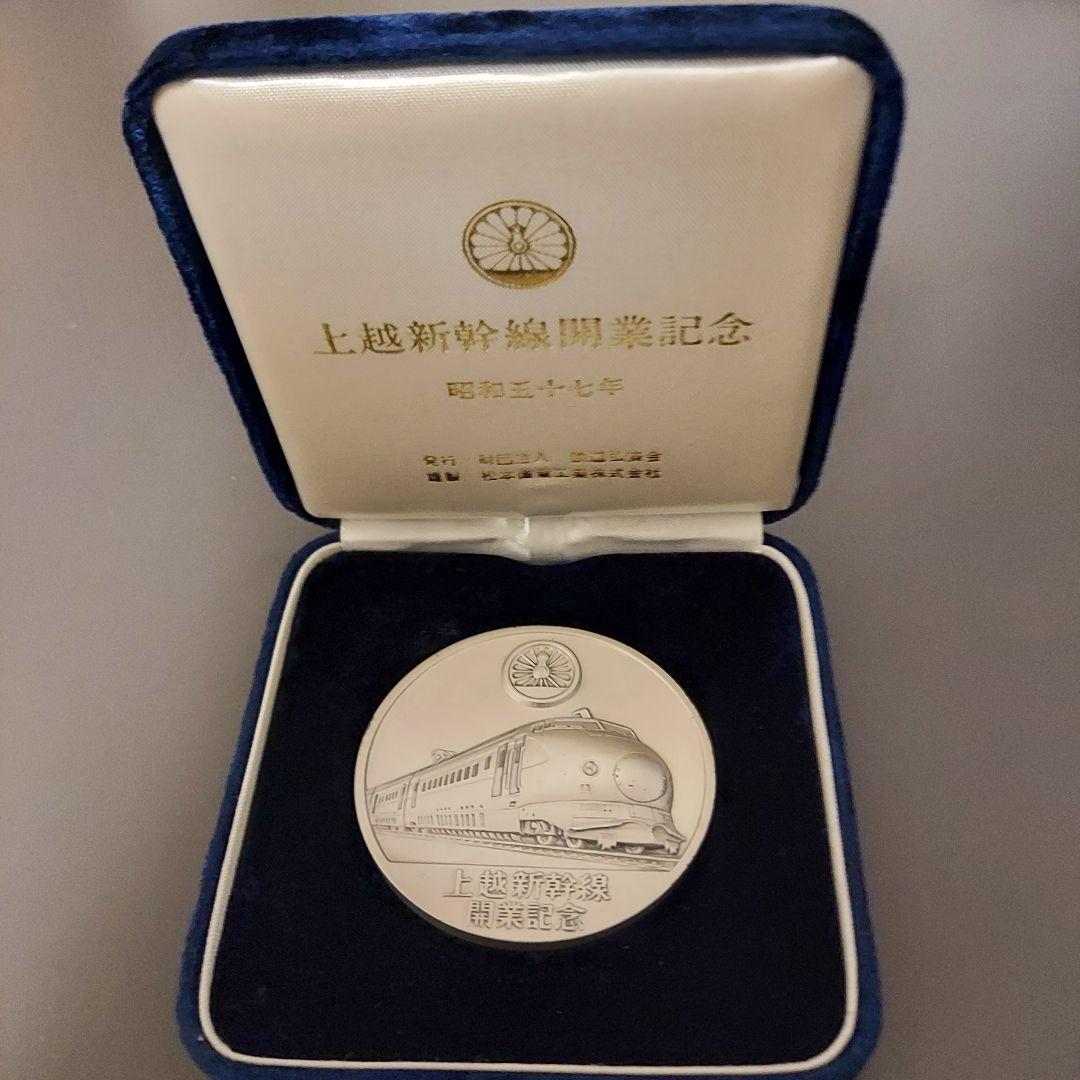 上越新幹線開業記念
昭和五十七年
発行 財団法人 鉄道弘済会
謹製 松本徽章工業株式会社
上越新幹線
開業記念